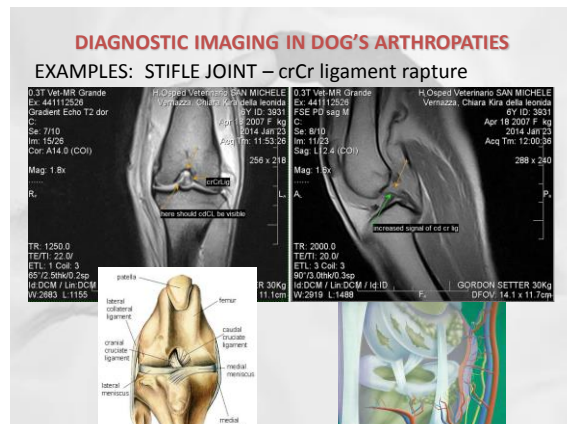 DIAGNOSTIC IMAGING IN DOG'S ARTHROPATIES
EXAMPLES: STIFLE JOINT – crCr ligament rapture
0.3T Vet-MR Grande
Ex: 441112526
Gradient Echo T2 dor
C:
Se: 7/10
Im: 15/26
Cor: A14.0 (COI)
Mag: 1.8x
R
TR: 1250.0
TE/TI: 22.0/
ETL: 1 Coil: 3
65°/2.5thk/0.2sp
Id:DCM / Lin:DCM
W:2683 L:1155
H.Osped Veterinario SAN MICHELE
Vernazza, Chiara Kira della leonida
6Y ID: 3931
Apr 18 2007 F kg
2014 Jan 23
Acq Tm: 11:53:26
256 x 218
L
crCrLig
here should cdCL be visible
ER 30Kg
11.1cm
0.3T Vet-MR Grande
Ex: 441112526
FSE PD sag M
C:
Se: 8/10
Im: 11/23
Sag: L12.4 (COI)
Mag: 1.6x
A
TR: 2000.0
TE/TI: 20.0/
ETL: 3 Coil: 3
90°/3.0thk/0.3sp
Id:DCM / Lin:DCM / Id:ID
W:2919 L:1488
F
H.Osped Veterinario SAN MICHELE
Vernazza, Chiara Kira della leonida
6Y ID: 3931
Apr 18 2007 F kg
2014 Jan 23
Acq Tm: 12:00:36
288 x 240
P
increased signal of cd cr lig
GORDON SETTER 30Kg
DFOV: 14.1 x 11.7cm
patella
lateral
collateral
ligament
cranial
cruciate
ligament
lateral
meniscus
femur
caudal
cruciate
ligament
medial
meniscus
medial